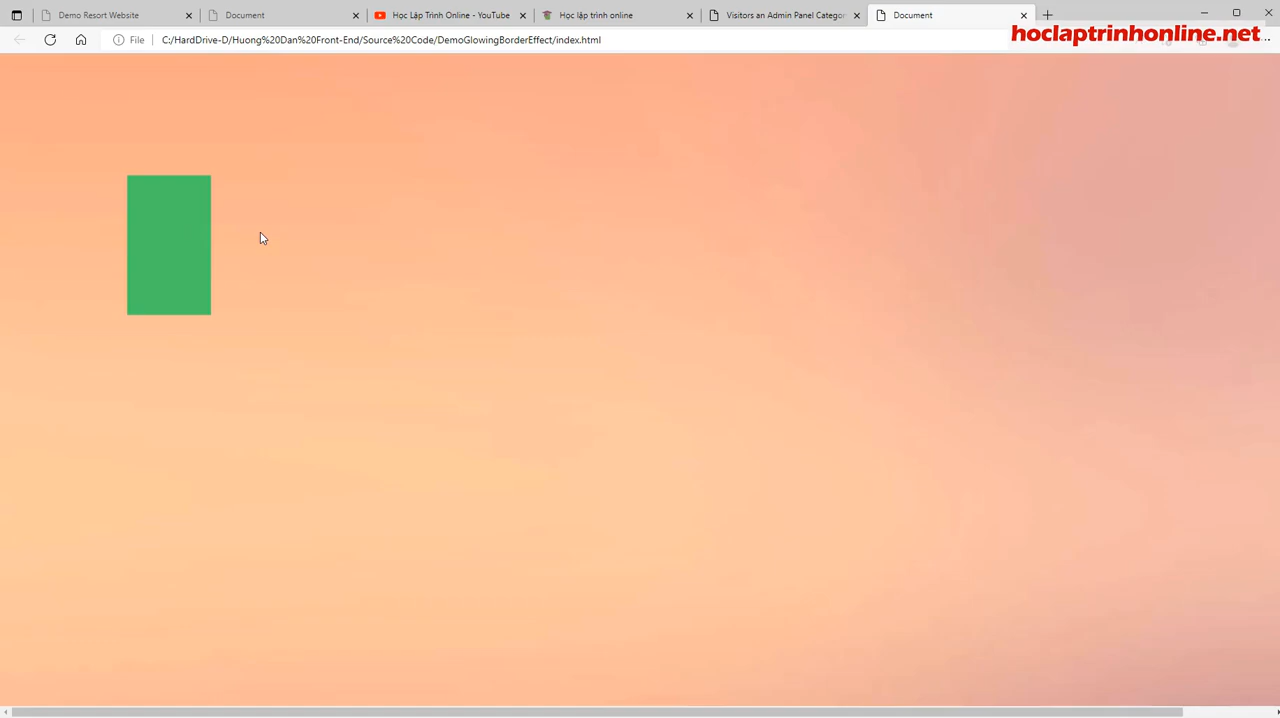 Demo Resort Website
Document
Học Lập Trình Online - YouTube
Học lập trình online
Visitors an Admin Panel Categor
Document
File
C:/HardDrive-D/Huong%20Dan%20Front-End/Source%20Code/DemoGlowingBorderEffect/index.html
hoclaptrinhonline.net